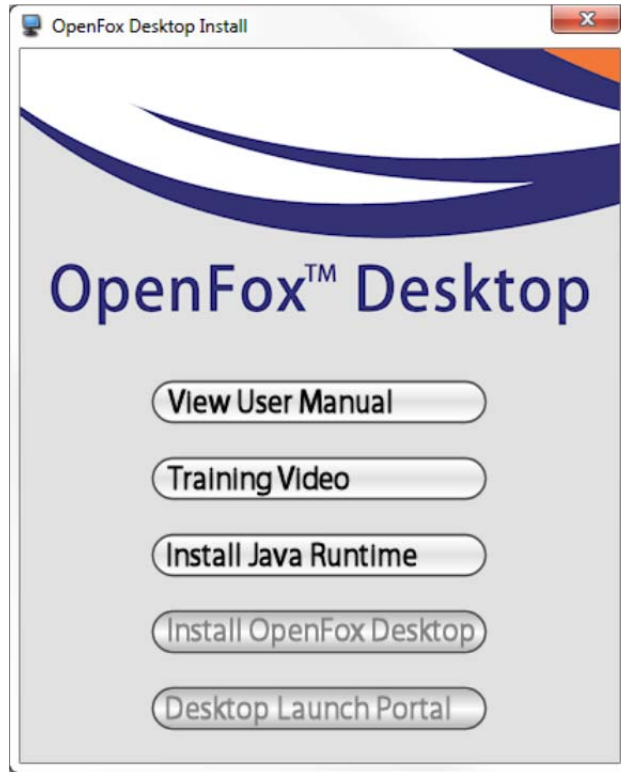 OpenFox Desktop Install
OpenFox™ Desktop
View User Manual
Training Video
Install Java Runtime
Install OpenFox Desktop
Desktop Launch Portal